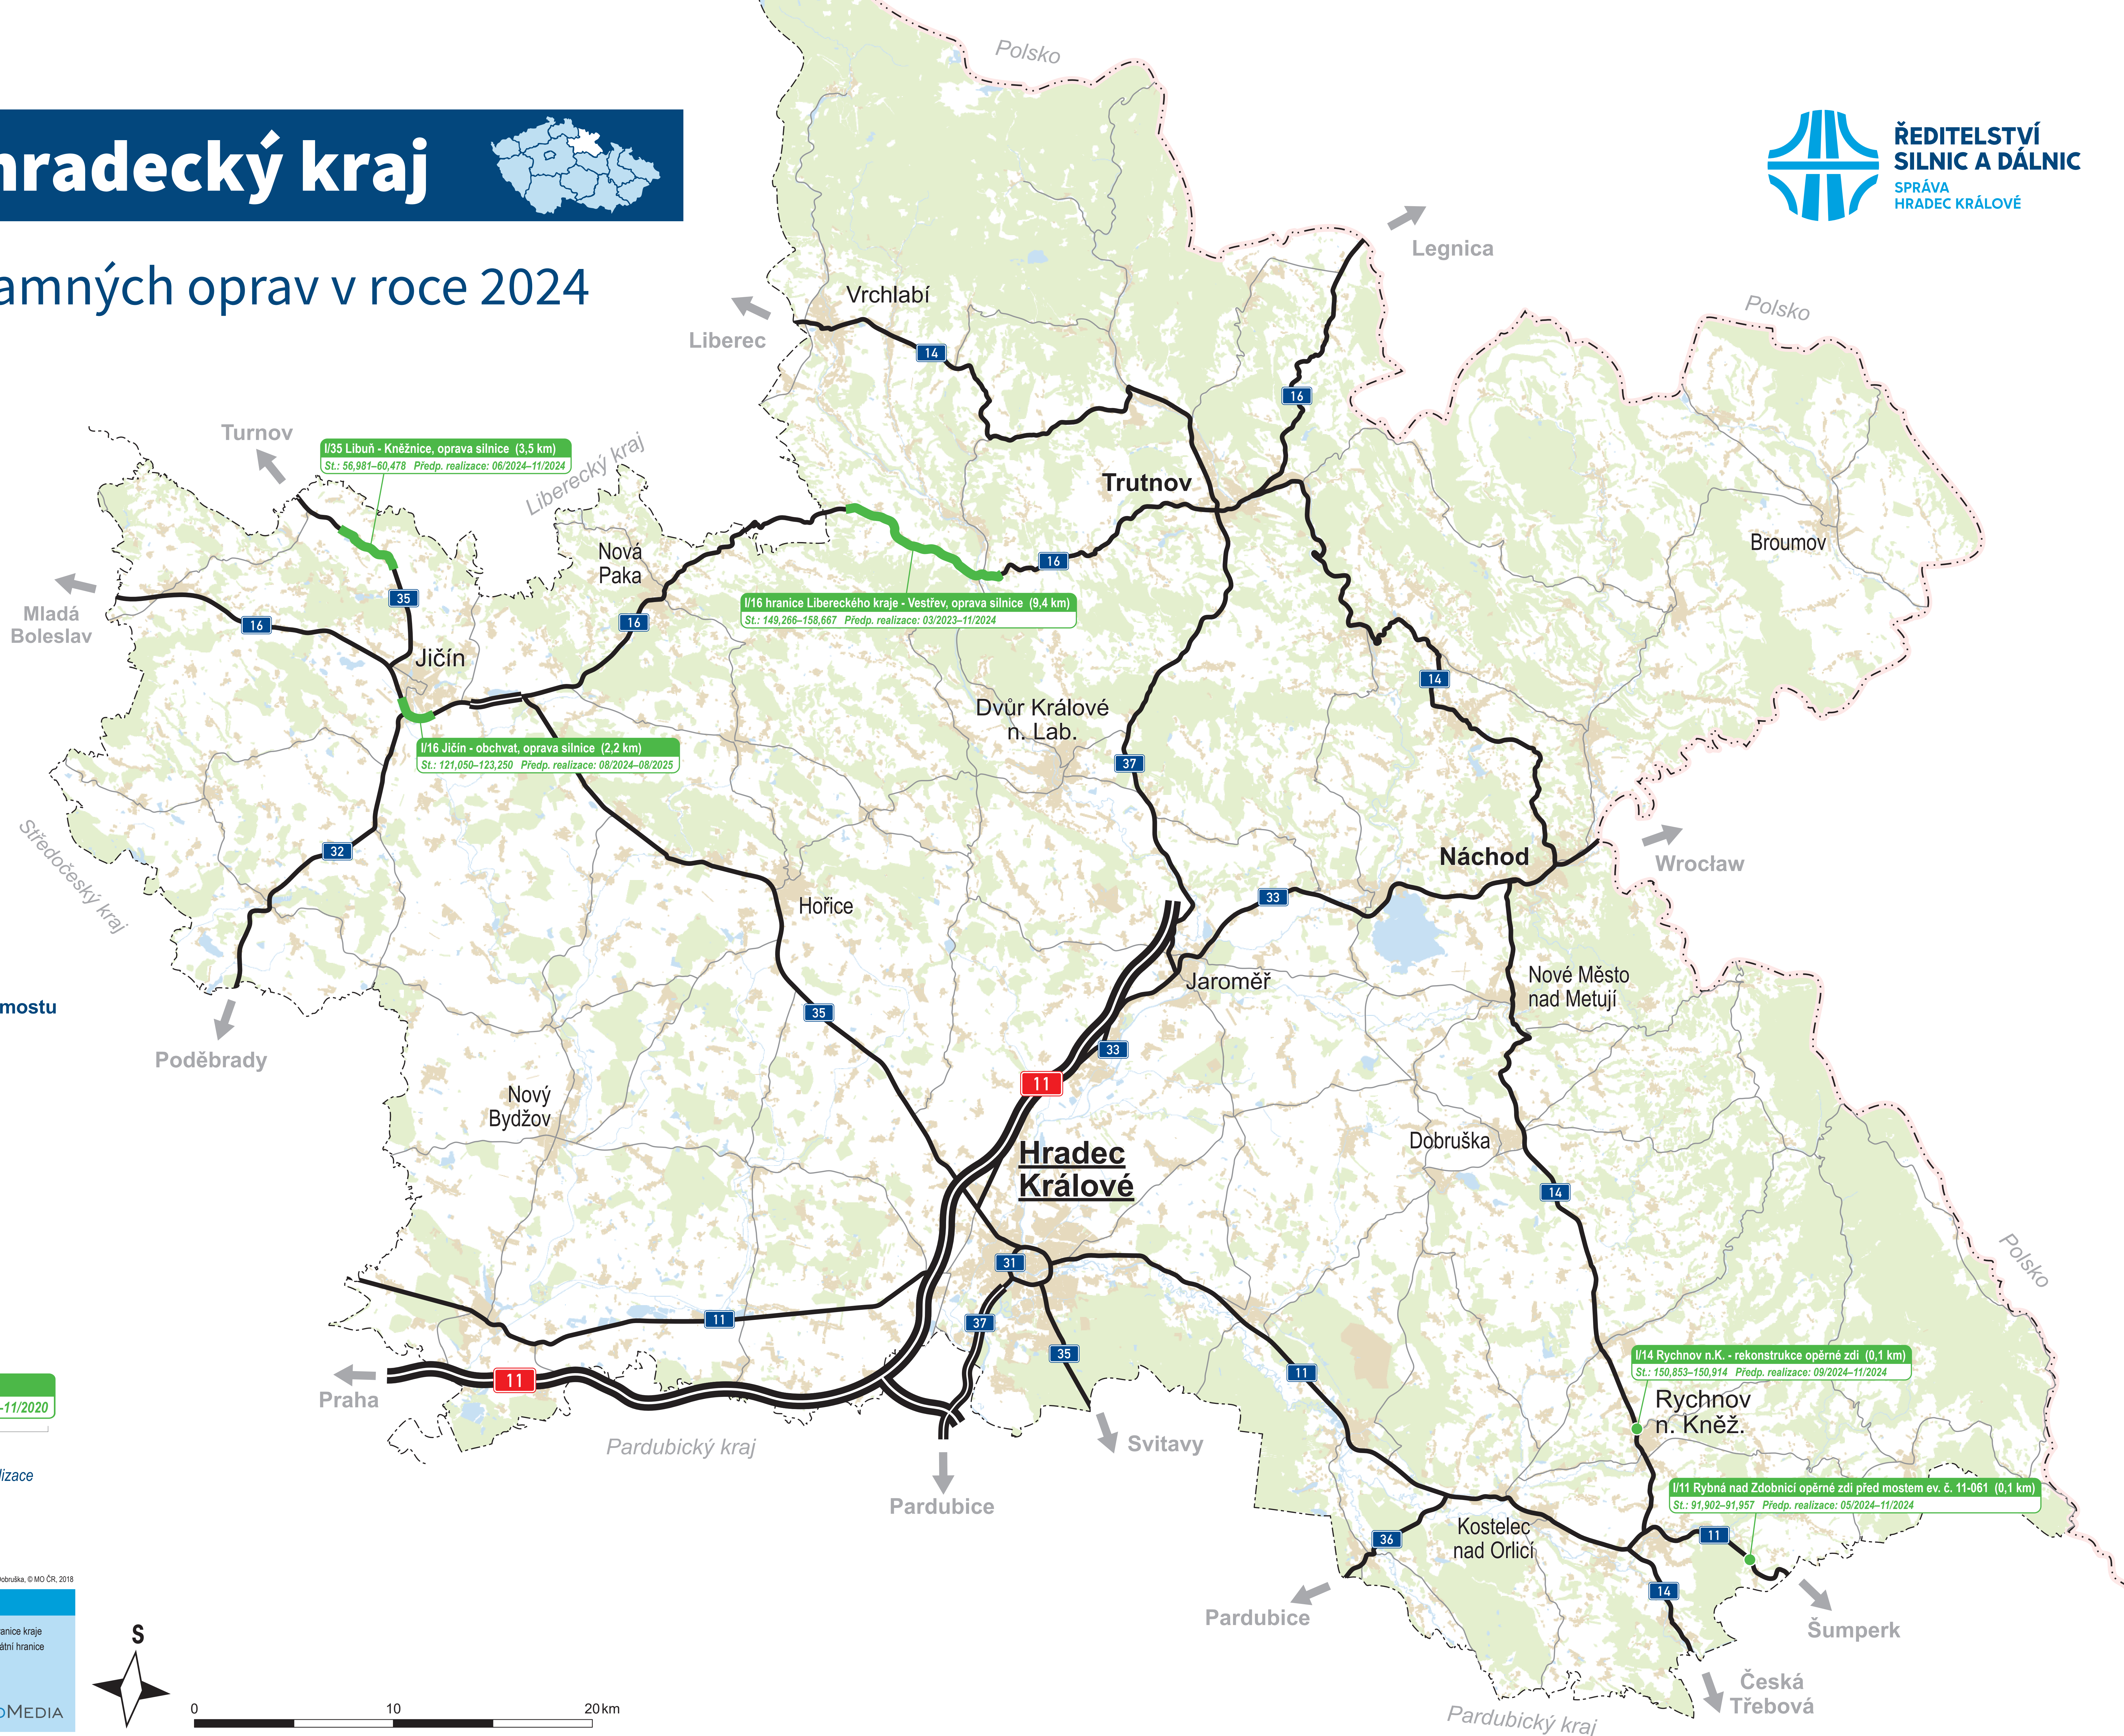 hradecký kraj
amných oprav v roce 2024
ŘEDITELSTVÍ
SILNIC A DÁLNIC
SPRÁVA
HRADEC KRÁLOVÉ
Polsko
Legnica
Vrchlabí
Liberec
14
16
Polsko
Turnov
I/35 Libuň - Kněžnice, oprava silnice (3,5 km)
St.: 56,981–60,478 Předp. realizace: 06/2024–11/2024
Liberecký kraj
Trutnov
Nová
Paka
Broumov
16
Mladá
Boleslav
35
16
16
I/16 hranice Libereckého kraje - Vestřev, oprava silnice (9,4 km)
St.: 149,266–158,667 Předp. realizace: 03/2023–11/2024
Jičín
14
Dvůr Králové
n. Lab.
I/16 Jičín - obchvat, oprava silnice (2,2 km)
St.: 121,050–123,250 Předp. realizace: 08/2024–08/2025
37
Středočeský kraj
32
Náchod
Wrocław
33
Hořice
Jaroměř
Nové Město
nad Metují
mostu
35
Poděbrady
33
11
Nový
Bydžov
Dobruška
Hradec
Králové
14
Polsko
31
11
37
35
11
Praha
11
I/14 Rychnov n.K. - rekonstrukce opěrné zdi (0,1 km)
St.: 150,853–150,914 Předp. realizace: 09/2024–11/2024
Rychnov
n. Kněž.
-11/2020
Pardubický kraj
Svitavy
lizace
Pardubice
I/11 Rybná nad Zdobnicí opěrné zdi před mostem ev. č. 11-061 (0,1 km)
St.: 91,902–91,957 Předp. realizace: 05/2024–11/2024
Kostelec
nad Orlicí
36
11
Dobruška, © MO ČR, 2018
14
Pardubice
Šumperk
ranice kraje
átní hranice
S
Česká
Třebová
OMEDIA
0 10 20 km
Pardubický kraj